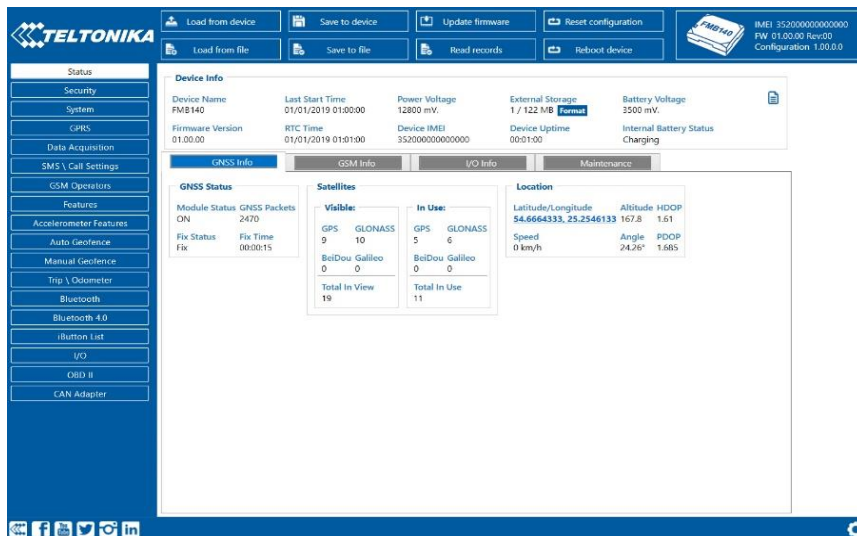 TELTONIKA
Load from device
Save to device
Update firmware
Reset configuration
Load from file
Save to file
Read records
Reboot device
FMB140
IMEI 352000000000000
FW 01.00.00 Rev:00
Configuration 1.00.0.0
Status
Security
System
GPRS
Data Acquisition
SMS \ Call Settings
GSM Operators
Features
Accelerometer Features
Auto Geofence
Manual Geofence
Trip \ Odometer
Bluetooth
Bluetooth 4.0
iButton List
I/O
OBD II
CAN Adapter
Device Info
Device Name Last Start Time Power Voltage External Storage Battery Voltage
FMB140 01/01/2019 01:00:00 12800 mV. 1 / 122 MB Format 3500 mV.
Firmware Version RTC Time Device IMEI Device Uptime Internal Battery Status
01.00.00 01/01/2019 01:01:00 352000000000000 00:01:00 Charging
GNSS Info GSM Info I/O Info Maintenance
GNSS Status
Module Status GNSS Packets
ON 2470
Fix Status Fix Time
Fix 00:00:15
Satellites
Visible:
GPS GLONASS
9 10
BeiDou Galileo
0 0
Total In View
19
In Use:
GPS GLONASS
5 6
BeiDou Galileo
0 0
Total In Use
11
Location
Latitude/Longitude Altitude HDOP
54.6664333, 25.2546133 167.8 1.61
Speed Angle PDOP
0 km/h 24.26° 1.685